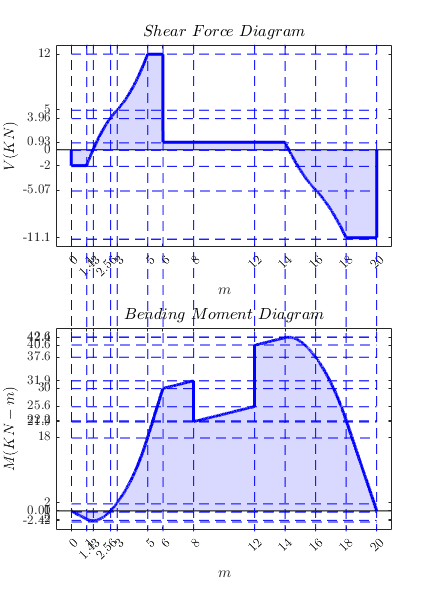 Shear Force Diagram
12
5
3.96
0.93
0
-2
-5.07
-11.1
V(KN)
0 1.43 2.56 3 5 6 8 12 14 16 18 20
m
Bending Moment Diagram
42.6
40.6
37.6
31.9
30
25.6
18
2
-2.42
M(KN − m)
0 1.43 2.56 3 5 6 8 12 14 16 18 20
m